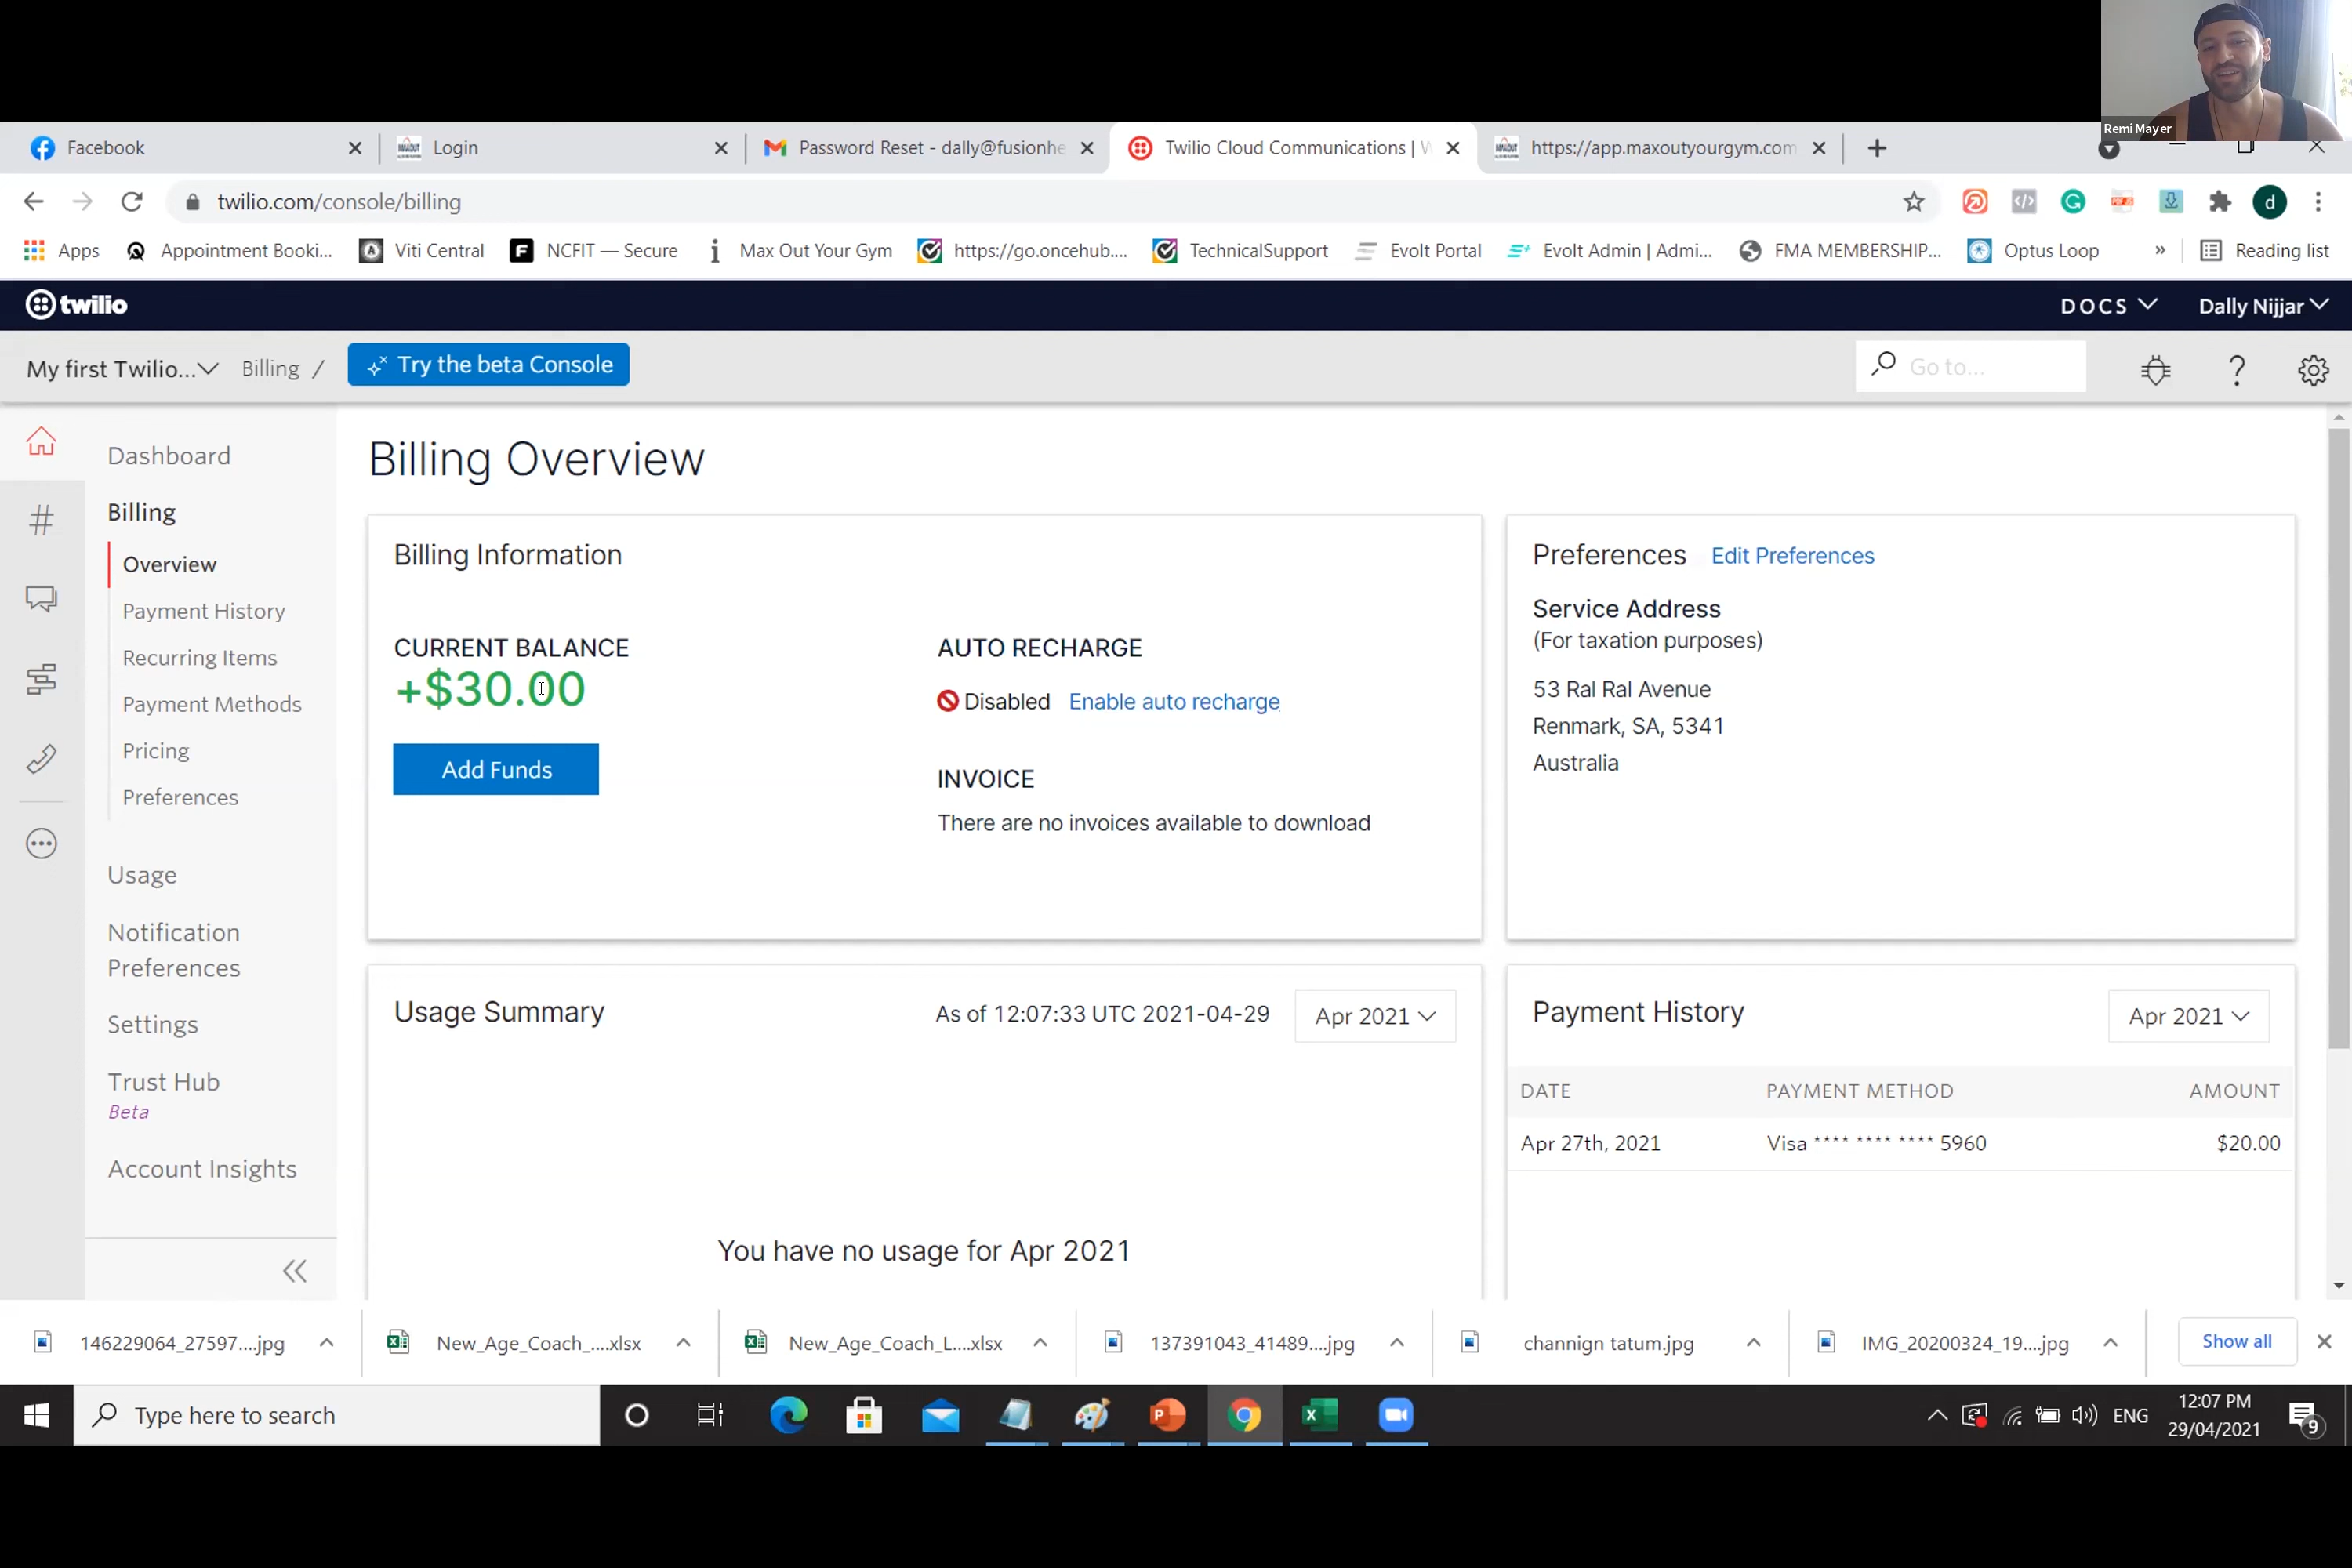 Remi Mayer
Facebook
Login
Password Reset - dally@fusionhe
Twilio Cloud Communications | W
https://app.maxoutyourgym.com
twilio.com/console/billing
Apps
Appointment Booki...
Viti Central
NCFIT — Secure
Max Out Your Gym
https://go.oncehub....
TechnicalSupport
Evolt Portal
Evolt Admin | Admi...
FMA MEMBERSHIP...
Optus Loop
»
Reading list
twilio
DOCS
Dally Nijjar
My first Twilio...
Billing /
Try the beta Console
Go to...
Dashboard
Billing
Overview
Payment History
Recurring Items
Payment Methods
Pricing
Preferences
Usage
Notification
Preferences
Settings
Trust Hub
Beta
Account Insights
Billing Overview
Billing Information
CURRENT BALANCE
+$30.00
Add Funds
AUTO RECHARGE
Disabled Enable auto recharge
INVOICE
There are no invoices available to download
Preferences Edit Preferences
Service Address
(For taxation purposes)
53 Ral Ral Avenue
Renmark, SA, 5341
Australia
Usage Summary
As of 12:07:33 UTC 2021-04-29
Apr 2021
You have no usage for Apr 2021
Payment History
Apr 2021
DATE PAYMENT METHOD AMOUNT
Apr 27th, 2021 Visa **** **** **** 5960 $20.00
146229064_27597....jpg
New_Age_Coach_....xlsx
New_Age_Coach_L....xlsx
137391043_41489....jpg
channign tatum.jpg
IMG_20200324_19....jpg
Show all
Type here to search
ENG
12:07 PM
29/04/2021
9